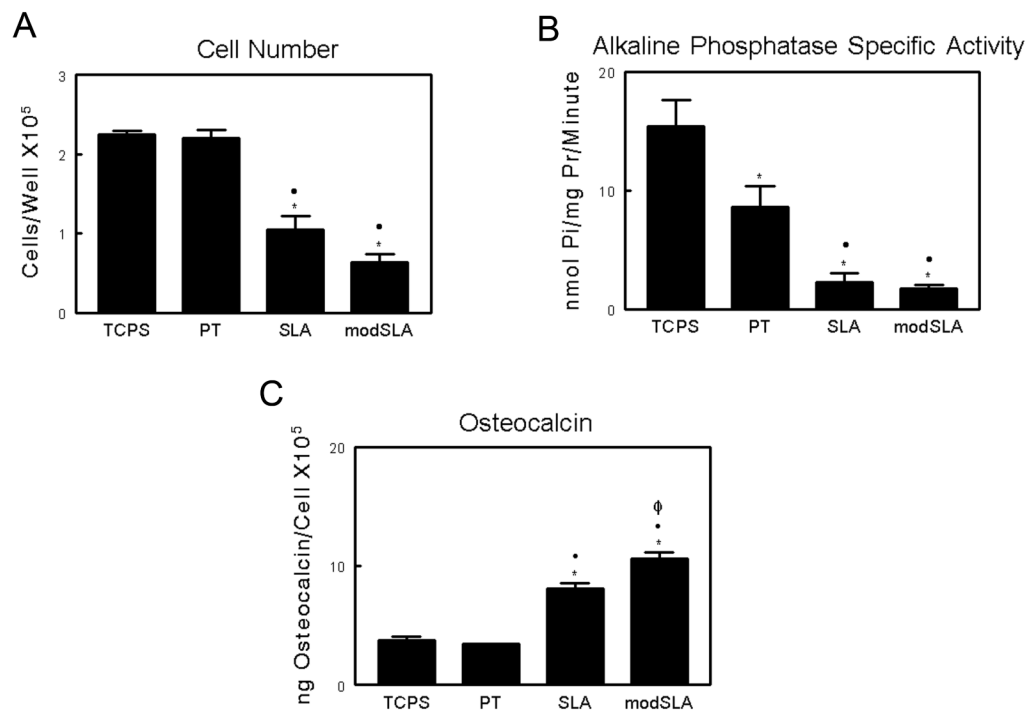 A
Cell Number
Cells/Well X10⁵
3
2
1
0
•
*
•
*
TCPS PT SLA modSLA
B
Alkaline Phosphatase Specific Activity
nmol Pi/mg Pr/Minute
20
10
0
*
•
*
•
*
TCPS PT SLA modSLA
C
Osteocalcin
ng Osteocalcin/Cell X10⁵
20
10
0
•
*
ϕ
•
*
TCPS PT SLA modSLA